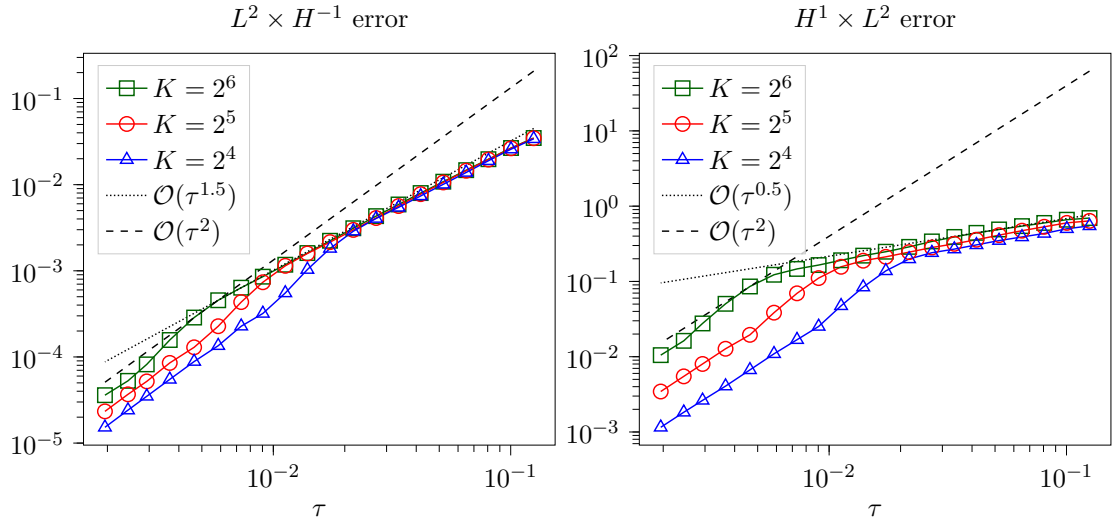 L² × H⁻¹ error
10⁻¹
10⁻²
10⁻³
10⁻⁴
10⁻⁵
K = 2⁶
K = 2⁵
K = 2⁴
𝒪(τ¹·⁵)
𝒪(τ²)
10⁻²
10⁻¹
τ
H¹ × L² error
10²
10¹
10⁰
10⁻¹
10⁻²
10⁻³
K = 2⁶
K = 2⁵
K = 2⁴
𝒪(τ⁰·⁵)
𝒪(τ²)
10⁻²
10⁻¹
τ